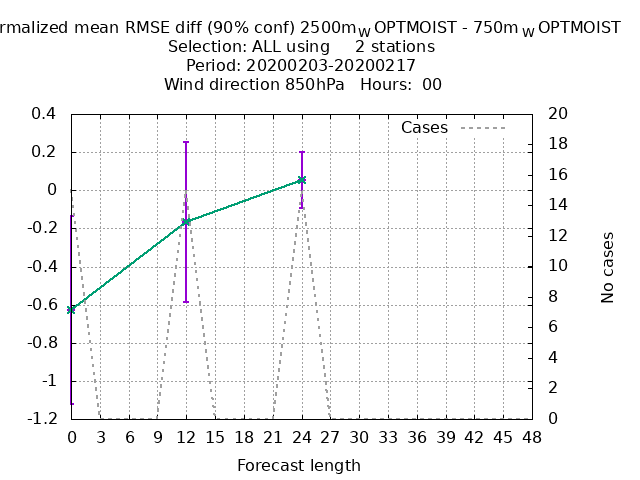 rmalized mean RMSE diff (90% conf) 2500m W OPTMOIST - 750m W OPTMOIST
Selection: ALL using 2 stations
Period: 20200203-20200217
Wind direction 850hPa Hours: 00
Cases
0.4
0.2
0
-0.2
-0.4
-0.6
-0.8
-1
-1.2
20
18
16
14
12
10
8
6
4
2
0
No cases
0 3 6 9 12 15 18 21 24 27 30 33 36 39 42 45 48
Forecast length